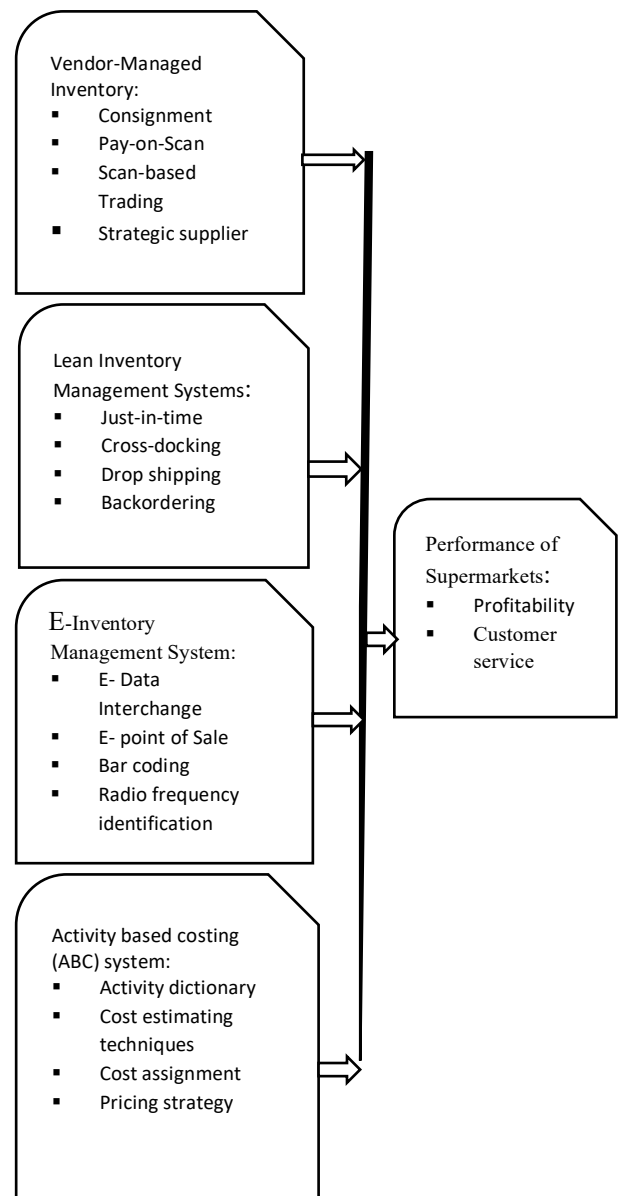 Vendor-Managed
Inventory:
▪ Consignment
▪ Pay-on-Scan
▪ Scan-based
Trading
▪ Strategic supplier
Lean Inventory
Management Systems:
▪ Just-in-time
▪ Cross-docking
▪ Drop shipping
▪ Backordering
E-Inventory
Management System:
▪ E- Data
Interchange
▪ E- point of Sale
▪ Bar coding
▪ Radio frequency
identification
Activity based costing
(ABC) system:
▪ Activity dictionary
▪ Cost estimating
techniques
▪ Cost assignment
▪ Pricing strategy
Performance of
Supermarkets:
▪ Profitability
▪ Customer
service